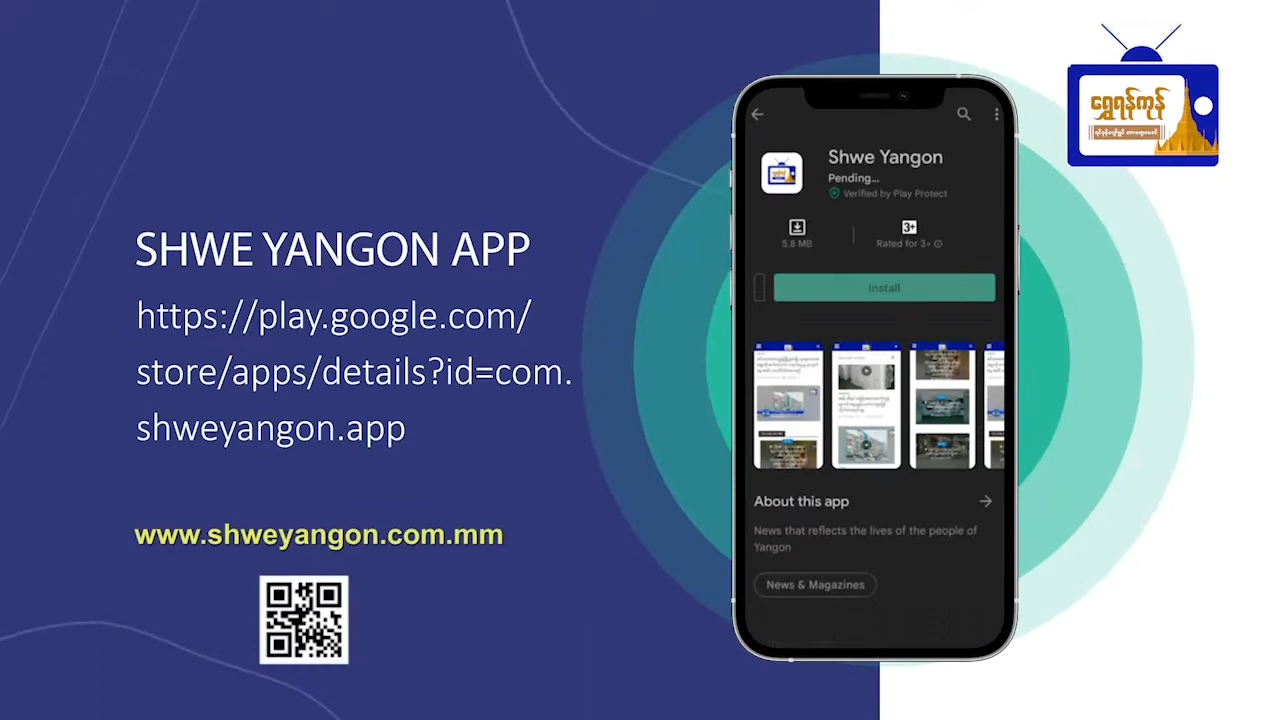 SHWE YANGON APP
https://play.google.com/
store/apps/details?id=com.
shweyangon.app
www.shweyangon.com.mm
ရွှေရန်ကုန်
Shwe Yangon
Pending...
Verified by Play Protect
3+
5.8 MB
Rated for 3+
Install
About this app
News that reflects the lives of the people of
Yangon
News & Magazines